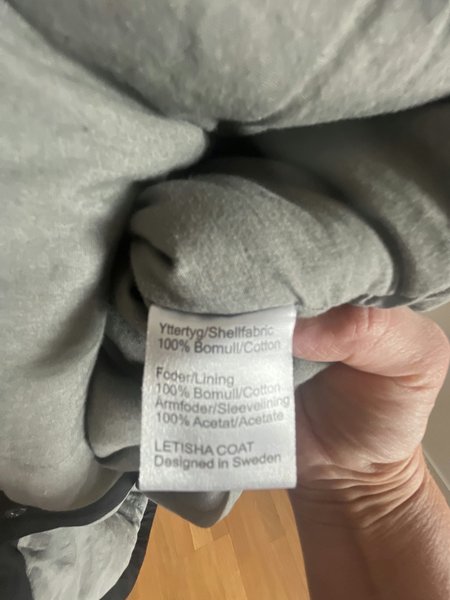 Yttertyg/Shellfabric
100% Bomull/Cotton
Foder/Lining
100% Bomull/Cotton
Armfoder/Sleevelining
100% Acetat/Acetate
LETISHA COAT
Designed in Sweden